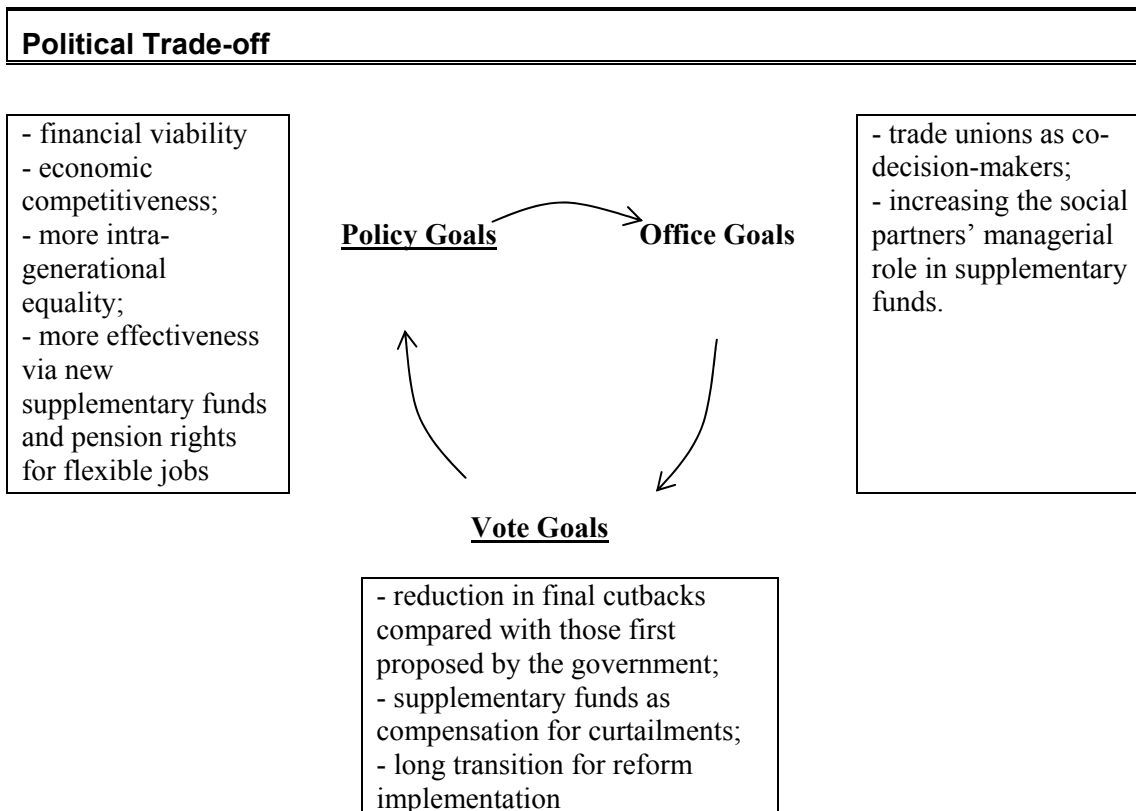 Political Trade-off
- financial viability
- economic
competitiveness;
- more intra-
generational
equality;
- more effectiveness
via new
supplementary funds
and pension rights
for flexible jobs
Policy Goals
Office Goals
- trade unions as co-
decision-makers;
- increasing the social
partners’ managerial
role in supplementary
funds.
Vote Goals
- reduction in final cutbacks
compared with those first
proposed by the government;
- supplementary funds as
compensation for curtailments;
- long transition for reform
implementation